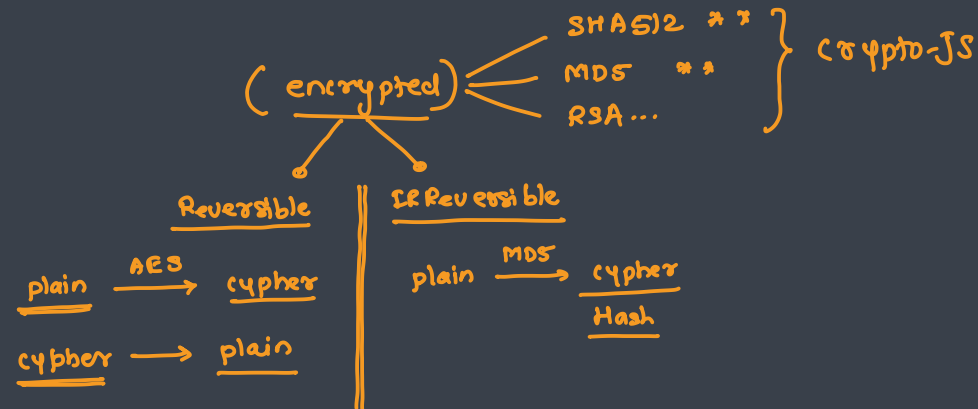 SHA512 **
MD5 **
RSA...
} crypto-JS
(encrypted)
Reversible
IRReversible
plain AES → cypher
cypher → plain
plain MD5 → cypher
Hash